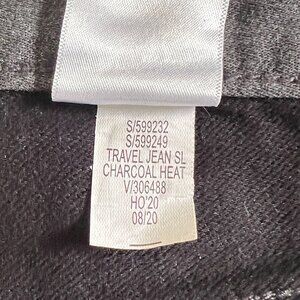 S/599232
S/599249
TRAVEL JEAN SL
CHARCOAL HEAT
V/306488
HO'20
08/20